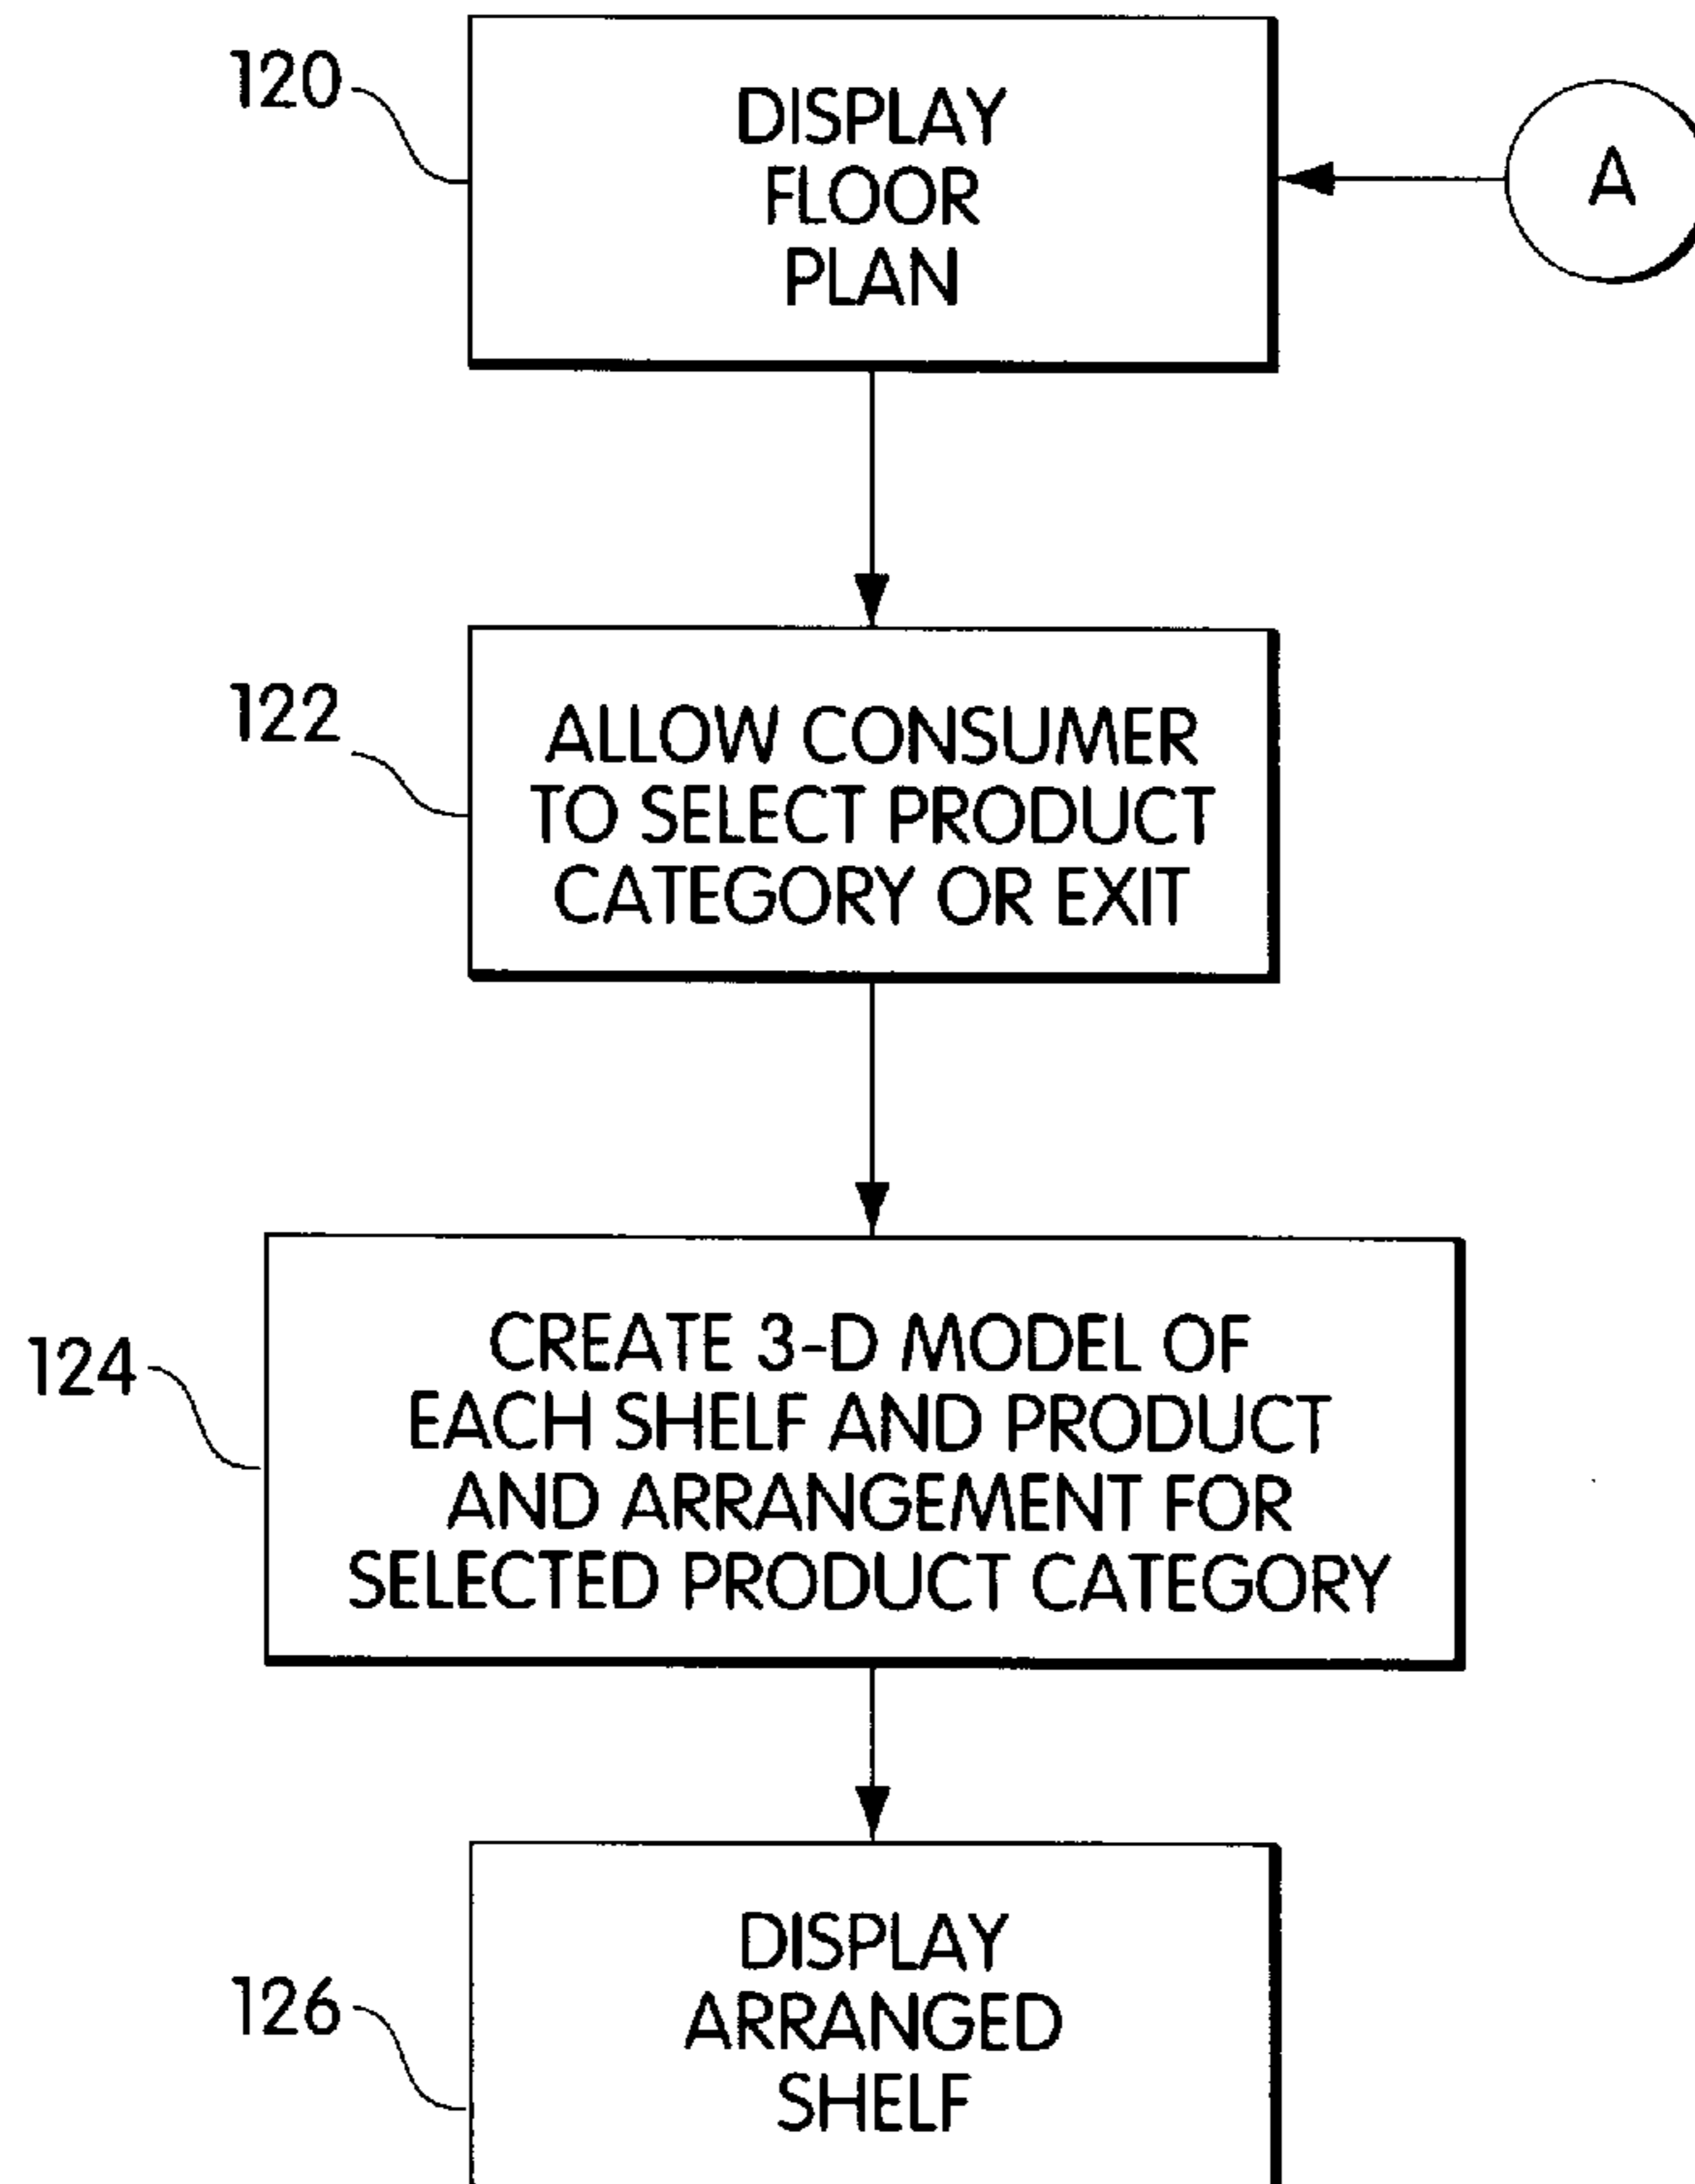 120
DISPLAY
FLOOR
PLAN
A
122
ALLOW CONSUMER
TO SELECT PRODUCT
CATEGORY OR EXIT
124
CREATE 3-D MODEL OF
EACH SHELF AND PRODUCT
AND ARRANGEMENT FOR
SELECTED PRODUCT CATEGORY
126
DISPLAY
ARRANGED
SHELF